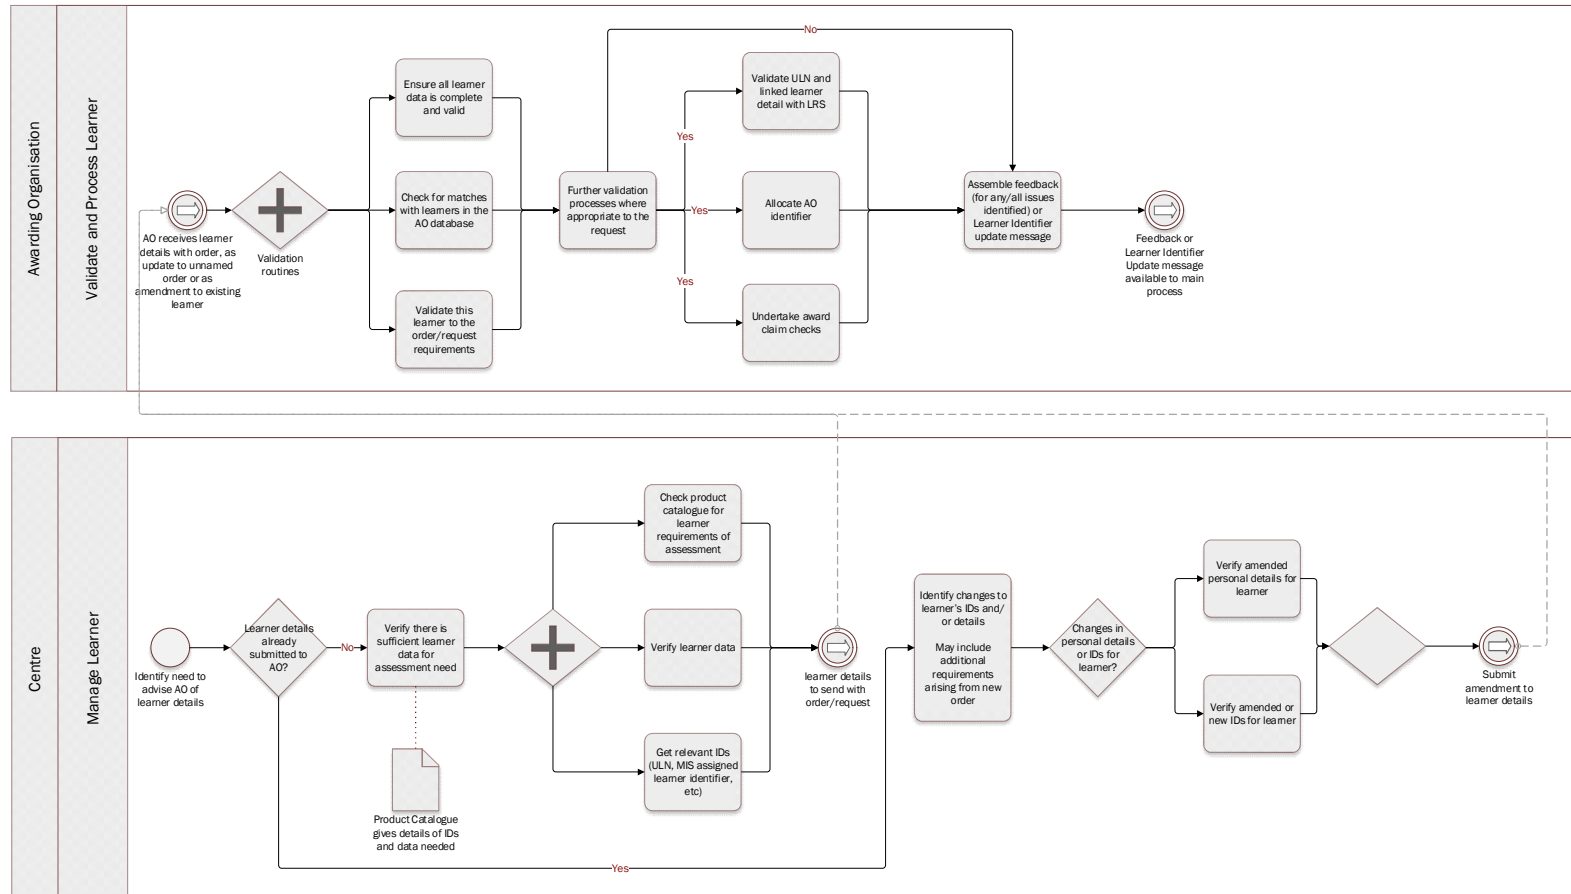 Awarding Organisation
Validate and Process Learner
No
Ensure all learner
data is complete
and valid
Validate ULN and
linked learner
detail with LRS
Yes
Check for matches
with learners in the
AO database
Further validation
processes where
appropriate to the
request
Yes
Allocate AO
identifier
Assemble feedback
(for any/all issues
identified) or
Learner Identifier
update message
AO receives learner
details with order, as
update to unnamed
order or as
amendment to existing
learner
Validation
routines
Feedback or
Learner Identifier
Update message
available to main
process
Yes
Validate this
learner to the
order/request
requirements
Undertake award
claim checks
Centre
Manage Learner
Check product
catalogue for
learner
requirements of
assessment
Identify need to
advise AO of
learner details
Learner details
already
submitted to
AO?
No
Verify there is
sufficient learner
data for
assessment need
Verify learner data
learner details
to send with
order/request
Identify changes to
learner's IDs and/
or details
May include
additional
requirements
arising from new
order
Changes in
personal details
or IDs for
learner?
Verify amended
personal details for
learner
Verify amended or
new IDs for learner
Submit
amendment to
learner details
Get relevant IDs
(ULN, MIS assigned
learner identifier,
etc)
Product Catalogue
gives details of IDs
and data needed
Yes